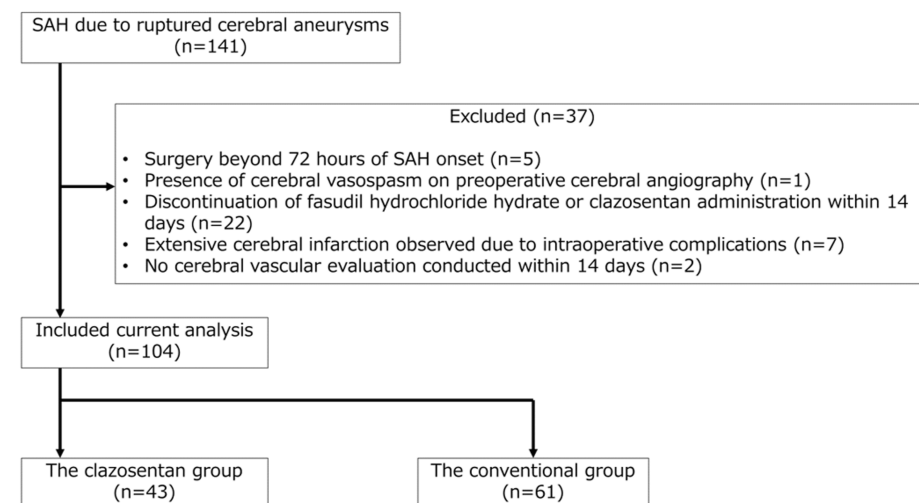 SAH due to ruptured cerebral aneurysms
(n=141)
Excluded (n=37)
• Surgery beyond 72 hours of SAH onset (n=5)
• Presence of cerebral vasospasm on preoperative cerebral angiography (n=1)
• Discontinuation of fasudil hydrochloride hydrate or clazosentan administration within 14
days (n=22)
• Extensive cerebral infarction observed due to intraoperative complications (n=7)
• No cerebral vascular evaluation conducted within 14 days (n=2)
Included current analysis
(n=104)
The clazosentan group
(n=43)
The conventional group
(n=61)